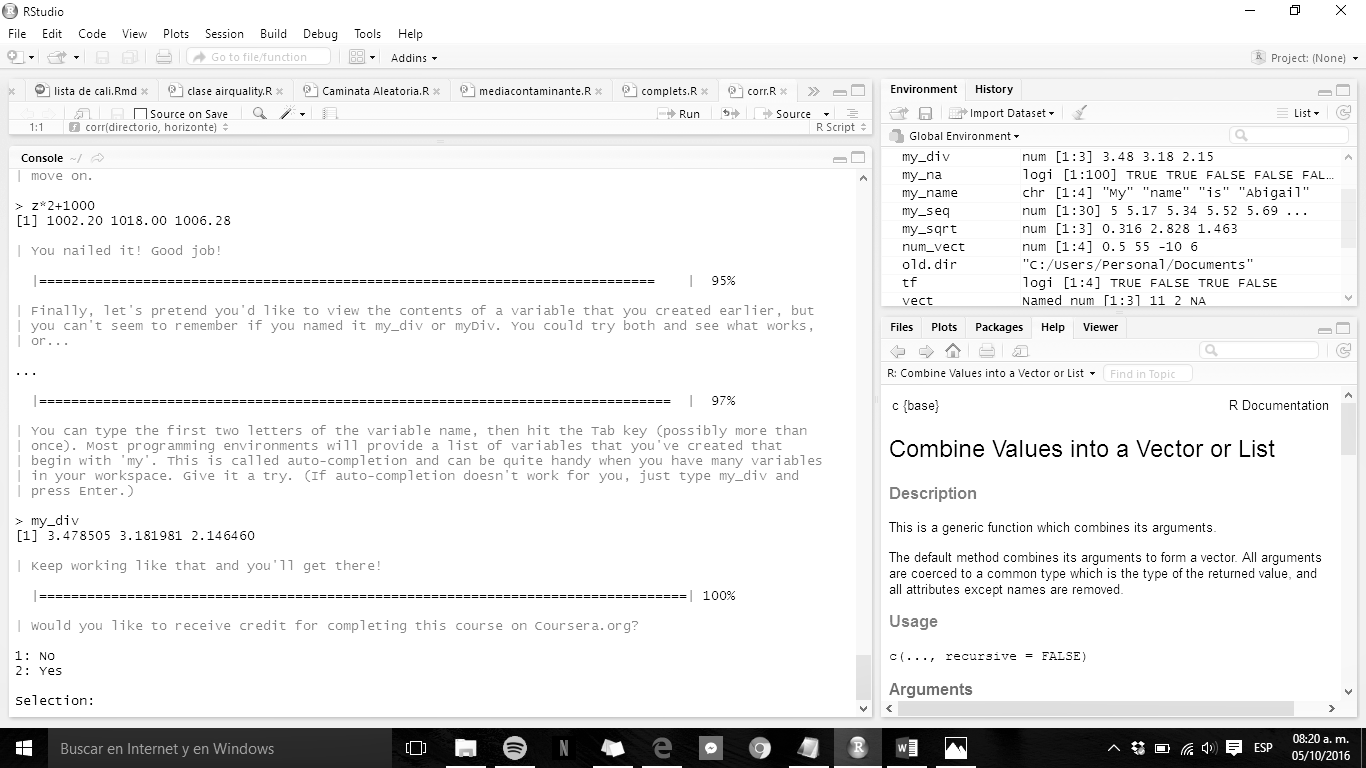 RStudio
File Edit Code View Plots Session Build Debug Tools Help
Go to file/function Addins Project: (None)
lista de cali.Rmd clase airquality.R Caminata Aleatoria.R mediacontaminante.R complets.R corr.R
Source on Save Run Source
1:1 corr(directorio, horizonte) R Script
Console ~/
| move on.
> z*2+1000
[1] 1002.20 1018.00 1006.28
| You nailed it! Good job!
|=============================================================================    |  95%
| Finally, let's pretend you'd like to view the contents of a variable that you created earlier, but
| you can't seem to remember if you named it my_div or myDiv. You could try both and see what works,
| or...
...
|===============================================================================  |  97%
| You can type the first two letters of the variable name, then hit the Tab key (possibly more than
| once). Most programming environments will provide a list of variables that you've created that
| begin with 'my'. This is called auto-completion and can be quite handy when you have many variables
| in your workspace. Give it a try. (If auto-completion doesn't work for you, just type my_div and
| press Enter.)
> my_div
[1] 3.478505 3.181981 2.146460
| Keep working like that and you'll get there!
|=================================================================================| 100%
| Would you like to receive credit for completing this course on Coursera.org?
1: No
2: Yes
Selection:
Environment History
Import Dataset List
Global Environment
my_div num [1:3] 3.48 3.18 2.15
my_na logi [1:100] TRUE TRUE FALSE FALSE FAL…
my_name chr [1:4] "My" "name" "is" "Abigail"
my_seq num [1:30] 5 5.17 5.34 5.52 5.69 ...
my_sqrt num [1:3] 0.316 2.828 1.463
num_vect num [1:4] 0.5 55 -10 6
old.dir "C:/Users/Personal/Documents"
tf logi [1:4] TRUE FALSE TRUE FALSE
vect Named num [1:3] 11 2 NA
Files Plots Packages Help Viewer
R: Combine Values into a Vector or List Find in Topic
c {base} R Documentation
Combine Values into a Vector or List
Description
This is a generic function which combines its arguments.
The default method combines its arguments to form a vector. All arguments
are coerced to a common type which is the type of the returned value, and
all attributes except names are removed.
Usage
c(..., recursive = FALSE)
Arguments
Buscar en Internet y en Windows
ESP
08:20 a. m.
05/10/2016